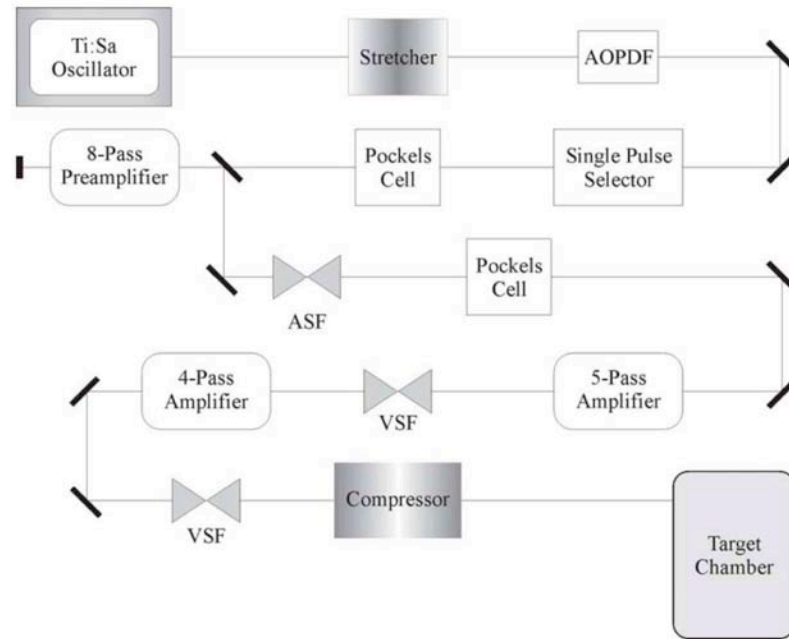 Ti:Sa
Oscillator
Stretcher
AOPDF
8-Pass
Preamplifier
Pockels
Cell
Single Pulse
Selector
ASF
Pockels
Cell
4-Pass
Amplifier
VSF
5-Pass
Amplifier
VSF
Compressor
Target
Chamber